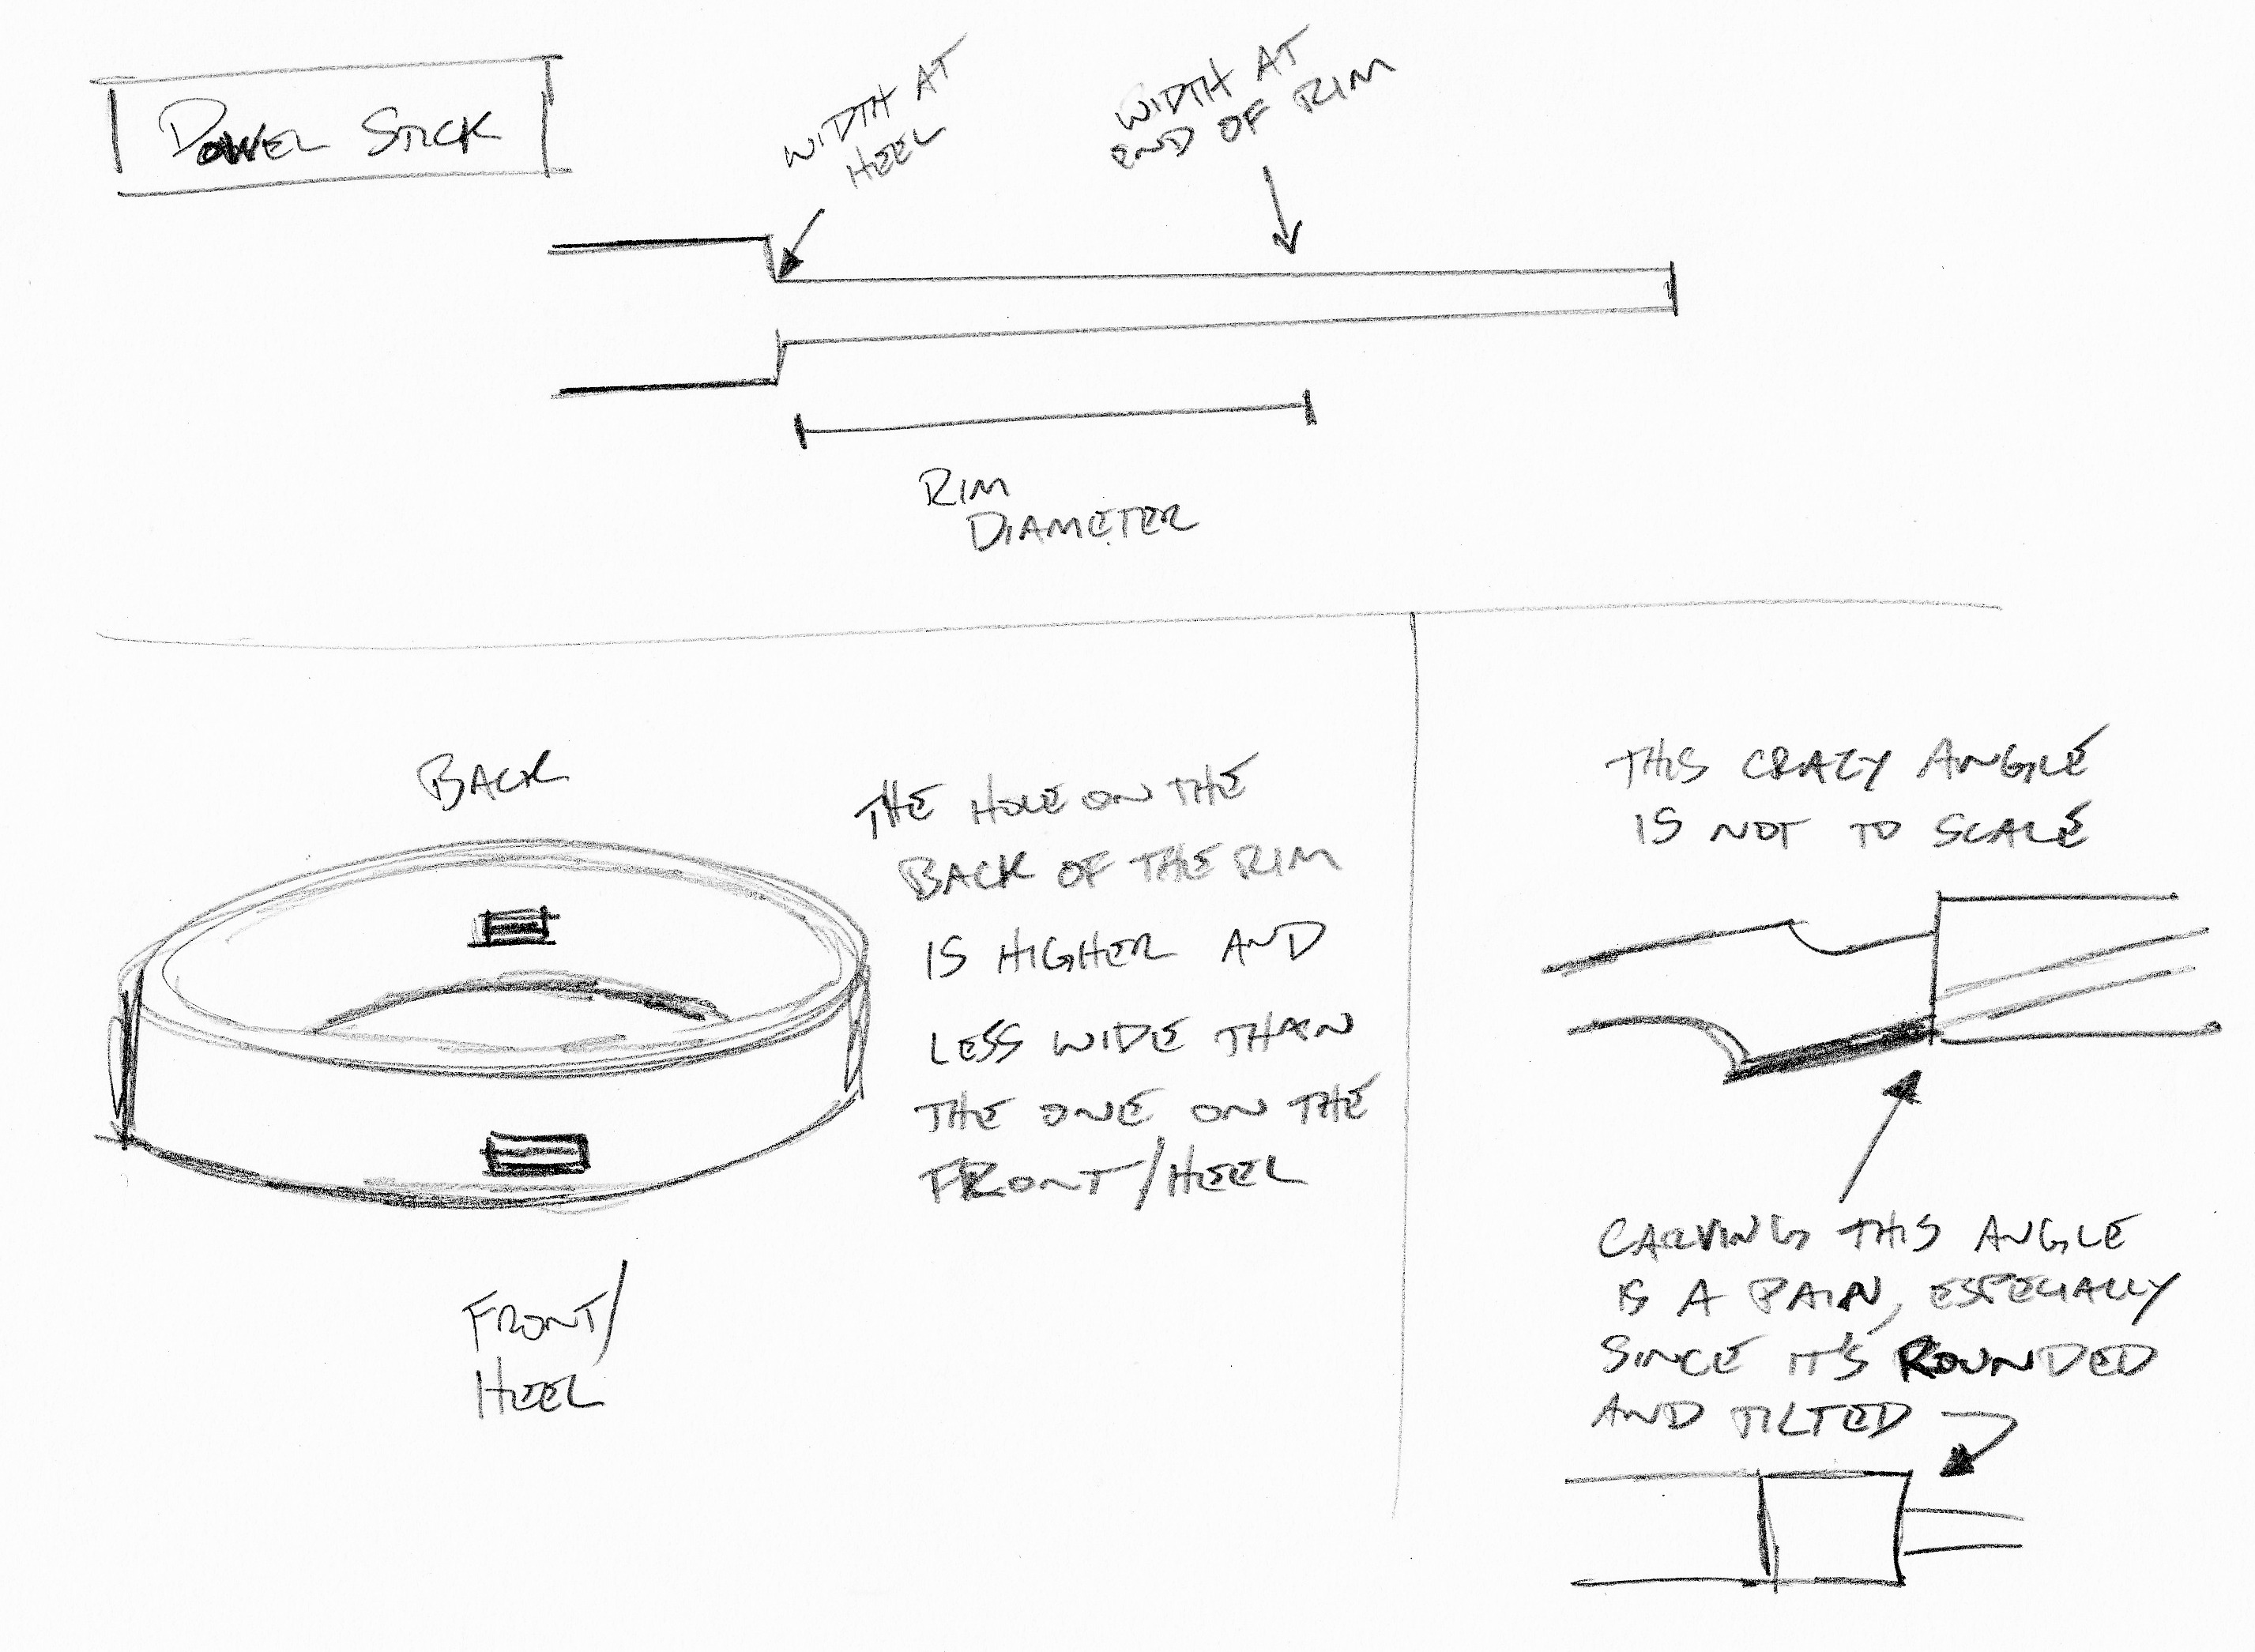 DOWEL STICK
WIDTH AT
HEEL
WIDTH AT
END OF RIM
RIM
DIAMETER
BACK
THE HOLE ON THE
BACK OF THE RIM
IS HIGHER AND
LESS WIDE THAN
THE ONE ON THE
FRONT/HEEL
FRONT/
HEEL
THIS CRAZY ANGLE
IS NOT TO SCALE
CARVING THIS ANGLE
IS A PAIN, ESPECIALLY
SINCE IT'S ROUNDED
AND TILTED